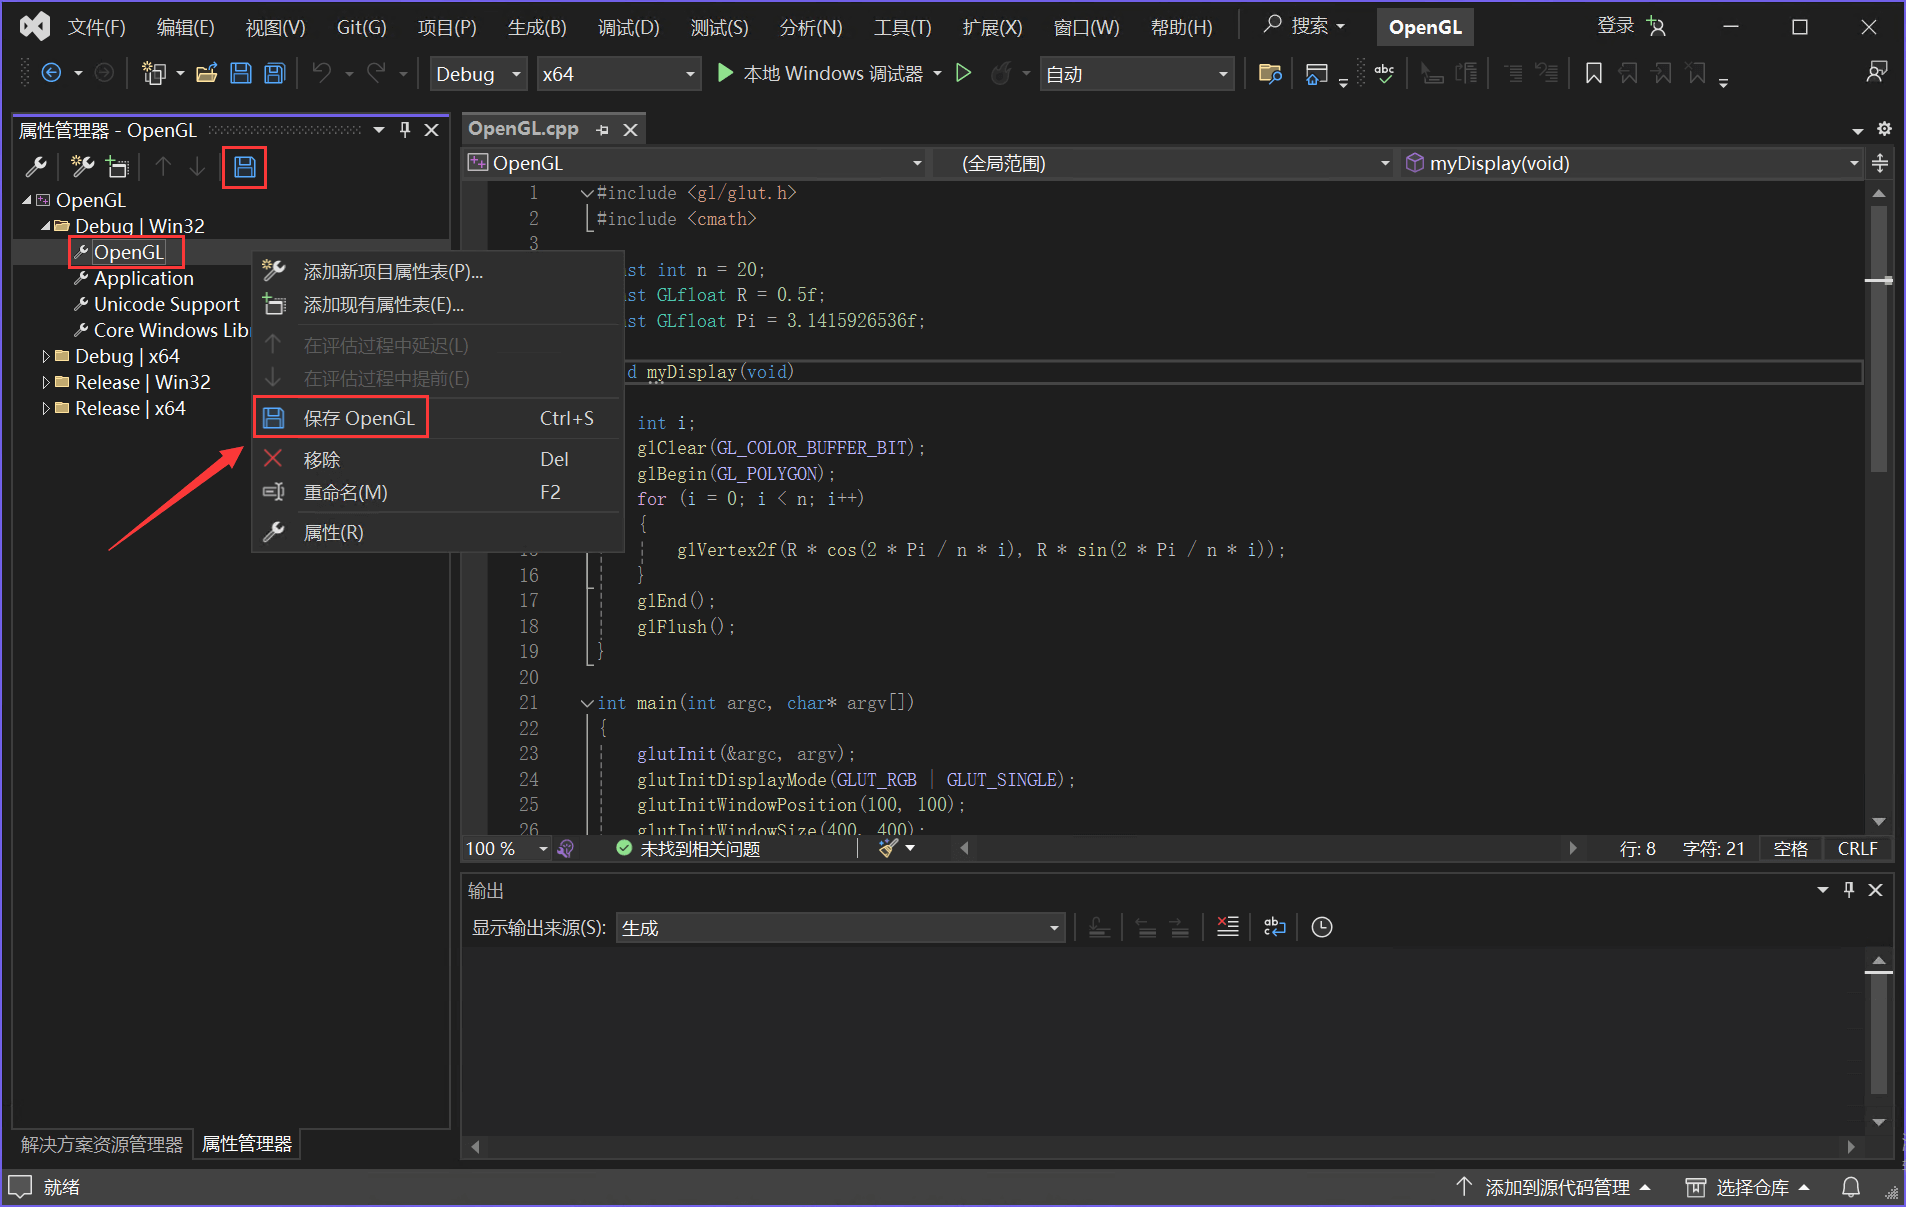 文件(F) 编辑(E) 视图(V) Git(G) 项目(P) 生成(B) 调试(D) 测试(S) 分析(N) 工具(T) 扩展(X) 窗口(W) 帮助(H) 搜索 OpenGL 登录
Debug x64 本地 Windows 调试器 自动
属性管理器 - OpenGL
OpenGL
Debug | Win32
OpenGL
Application
Unicode Support
Core Windows Lib
Debug | x64
Release | Win32
Release | x64
添加新项目属性表(P)...
添加现有属性表(E)...
在评估过程中延迟(L)
在评估过程中提前(E)
保存 OpenGL Ctrl+S
移除 Del
重命名(M) F2
属性(R)
OpenGL.cpp
OpenGL (全局范围) myDisplay(void)
1 #include <gl/glut.h>
2 #include <cmath>
3
st int n = 20;
st GLfloat R = 0.5f;
st GLfloat Pi = 3.1415926536f;
d myDisplay(void)
int i;
glClear(GL_COLOR_BUFFER_BIT);
glBegin(GL_POLYGON);
for (i = 0; i < n; i++)
{
glVertex2f(R * cos(2 * Pi / n * i), R * sin(2 * Pi / n * i));
16 }
17 glEnd();
18 glFlush();
19 }
20
21 int main(int argc, char* argv[])
22 {
23 glutInit(&argc, argv);
24 glutInitDisplayMode(GLUT_RGB | GLUT_SINGLE);
25 glutInitWindowPosition(100, 100);
26 glutInitWindowSize(400, 400);
100 % 未找到相关问题 行: 8 字符: 21 空格 CRLF
输出
显示输出来源(S): 生成
解决方案资源管理器 属性管理器
就绪 添加到源代码管理 选择仓库